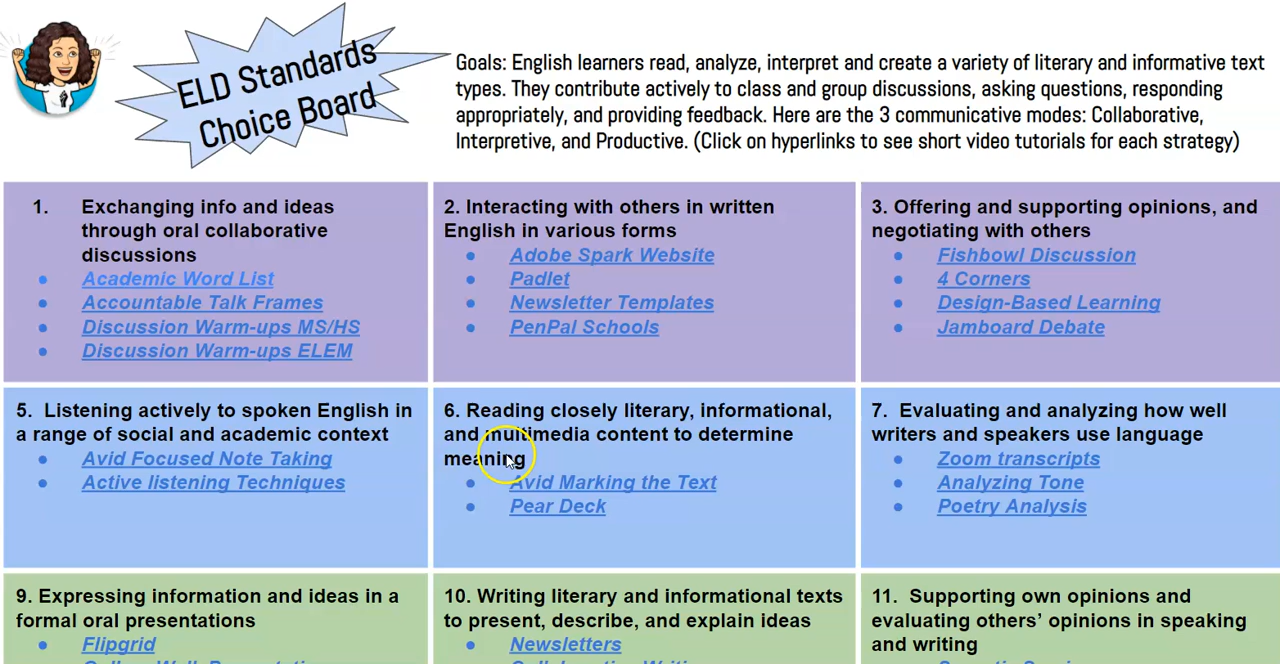 ELD Standards
Choice Board
Goals: English learners read, analyze, interpret and create a variety of literary and informative text
types. They contribute actively to class and group discussions, asking questions, responding
appropriately, and providing feedback. Here are the 3 communicative modes: Collaborative,
Interpretive, and Productive. (Click on hyperlinks to see short video tutorials for each strategy)
1. Exchanging info and ideas
through oral collaborative
discussions
● Academic Word List
● Accountable Talk Frames
● Discussion Warm-ups MS/HS
● Discussion Warm-ups ELEM
2. Interacting with others in written
English in various forms
● Adobe Spark Website
● Padlet
● Newsletter Templates
● PenPal Schools
3. Offering and supporting opinions, and
negotiating with others
● Fishbowl Discussion
● 4 Corners
● Design-Based Learning
● Jamboard Debate
5. Listening actively to spoken English in
a range of social and academic context
● Avid Focused Note Taking
● Active listening Techniques
6. Reading closely literary, informational,
and multimedia content to determine
meaning
● Avid Marking the Text
● Pear Deck
7. Evaluating and analyzing how well
writers and speakers use language
● Zoom transcripts
● Analyzing Tone
● Poetry Analysis
9. Expressing information and ideas in a
formal oral presentations
● Flipgrid
10. Writing literary and informational texts
to present, describe, and explain ideas
● Newsletters
11. Supporting own opinions and
evaluating others' opinions in speaking
and writing